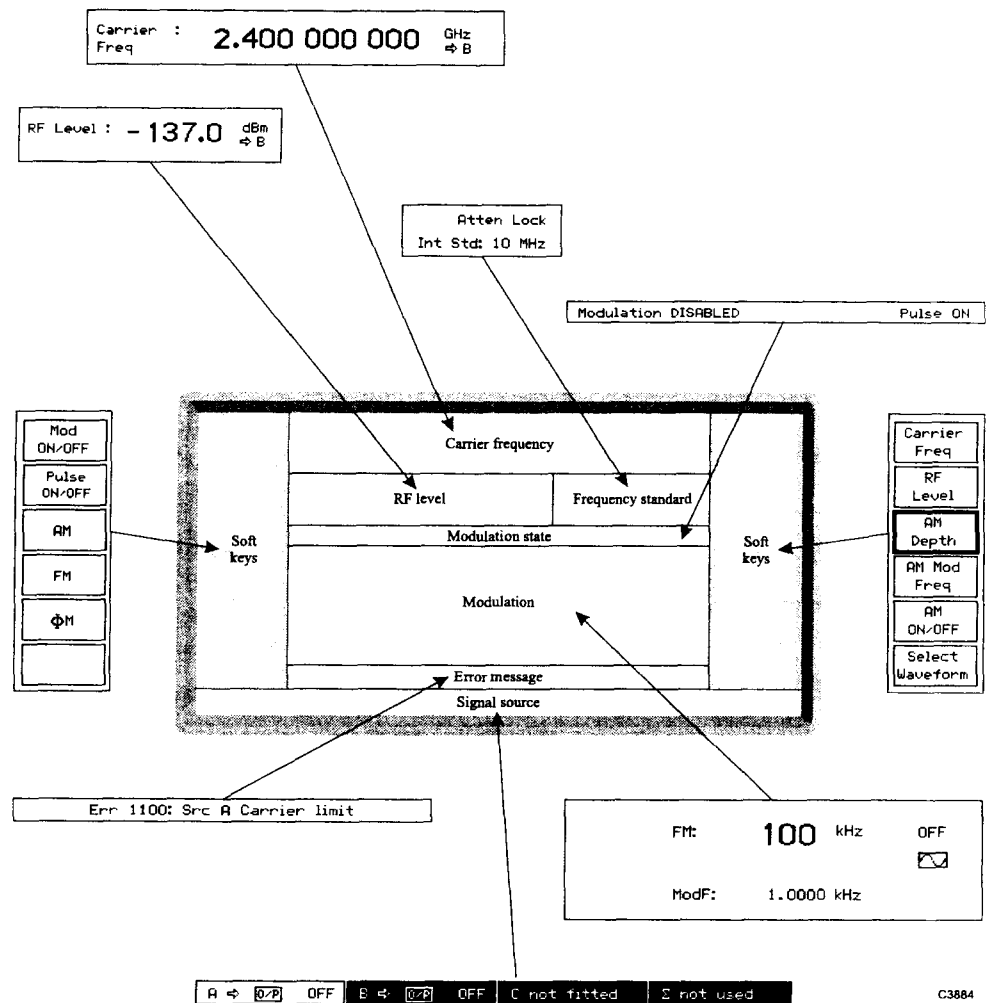 Carrier : 2.400 000 000 GHz
Freq ⇨ B
RF Level : -137.0 dBm
⇨ B
Atten Lock
Int Std: 10 MHz
Modulation DISABLED Pulse ON
Mod
ON/OFF
Pulse
ON/OFF
AM
FM
ΦM
Carrier frequency
RF level
Frequency standard
Modulation state
Soft
keys
Soft
keys
Modulation
Error message
Signal source
Carrier
Freq
RF
Level
AM
Depth
AM Mod
Freq
AM
ON/OFF
Select
Waveform
Err 1100: Src A Carrier limit
FM: 100 kHz OFF
ModF: 1.0000 kHz
A ⇨ O/P OFF B ⇨ O/P OFF C not fitted Σ not used
C3884